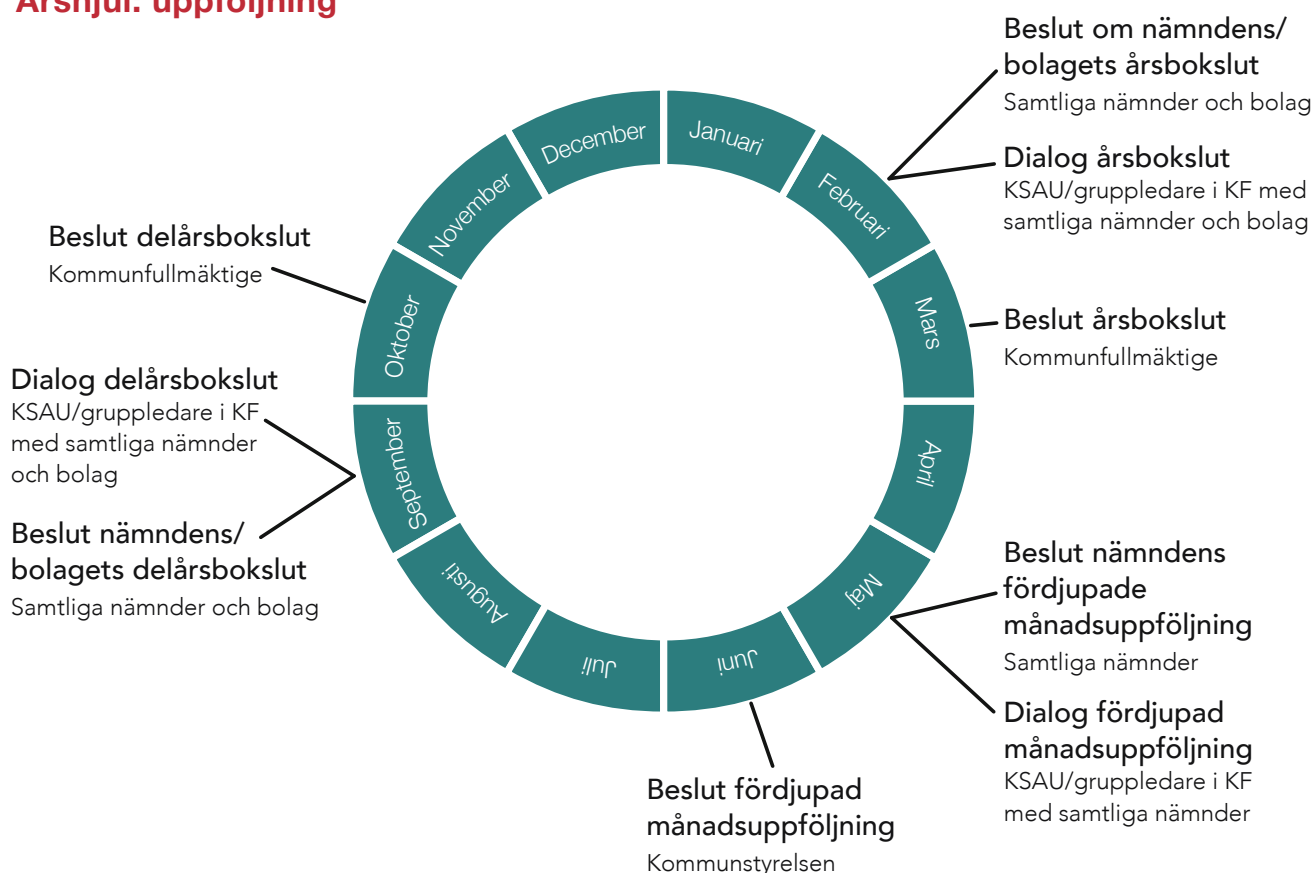 Årshjul: uppföljning
Beslut om nämndens/
bolagets årsbokslut
Samtliga nämnder och bolag
Dialog årsbokslut
KSAU/gruppledare i KF med
samtliga nämnder och bolag
Beslut årsbokslut
Kommunfullmäktige
Beslut nämndens
fördjupade
månadsuppföljning
Samtliga nämnder
Dialog fördjupad
månadsuppföljning
KSAU/gruppledare i KF
med samtliga nämnder
Beslut fördjupad
månadsuppföljning
Kommunstyrelsen
Beslut nämndens/
bolagets delårsbokslut
Samtliga nämnder och bolag
Dialog delårsbokslut
KSAU/gruppledare i KF
med samtliga nämnder
och bolag
Beslut delårsbokslut
Kommunfullmäktige
Januari
Februari
Mars
April
Maj
Juni
Juli
Augusti
September
Oktober
November
December